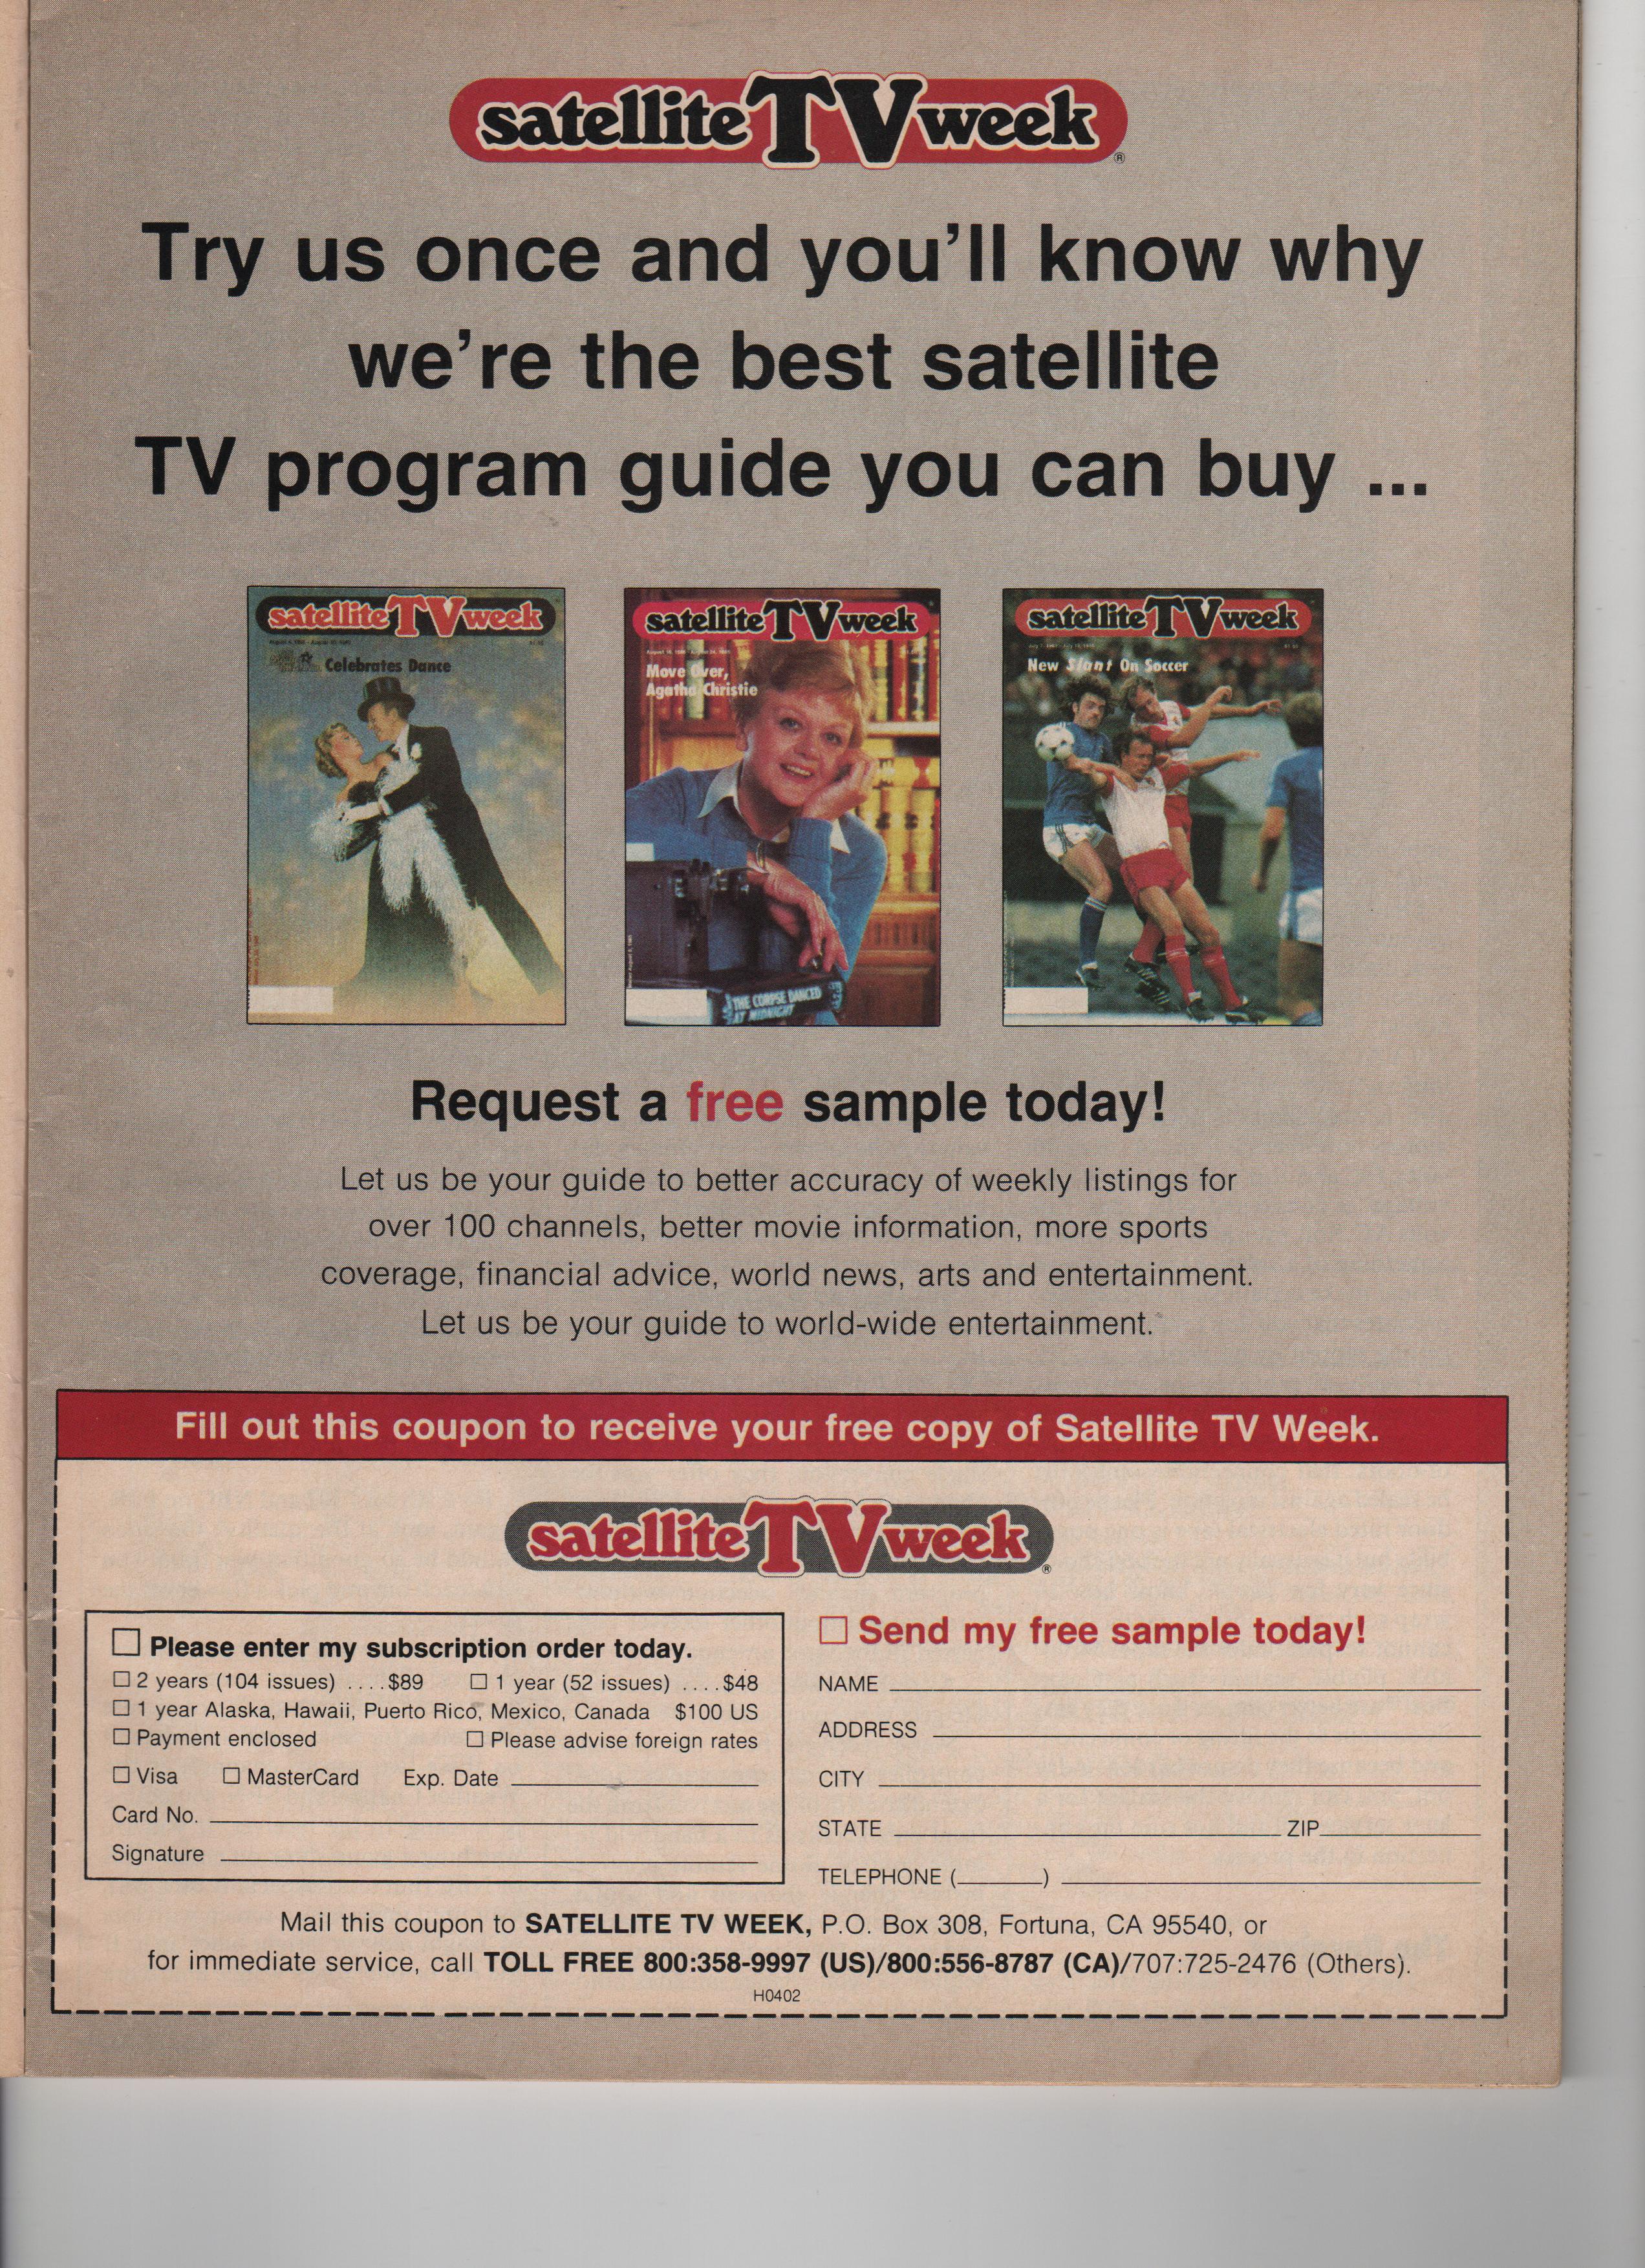 satellite TV week ®
Try us once and you'll know why
we're the best satellite
TV program guide you can buy ...
satellite TV week
Celebrates Dance
satellite TV week
Move Over,
Agatha Christie
THE CORPSE DANCED
AT MIDNIGHT
satellite TV week
New Slant On Soccer
Request a free sample today!
Let us be your guide to better accuracy of weekly listings for
over 100 channels, better movie information, more sports
coverage, financial advice, world news, arts and entertainment.
Let us be your guide to world-wide entertainment.
Fill out this coupon to receive your free copy of Satellite TV Week.
satellite TV week ®
☐ Please enter my subscription order today.
☐ 2 years (104 issues) ....$89 ☐ 1 year (52 issues) ....$48
☐ 1 year Alaska, Hawaii, Puerto Rico, Mexico, Canada $100 US
☐ Payment enclosed ☐ Please advise foreign rates
☐ Visa ☐ MasterCard Exp. Date
Card No.
Signature
☐ Send my free sample today!
NAME
ADDRESS
CITY
STATE ZIP
TELEPHONE ( )
Mail this coupon to SATELLITE TV WEEK, P.O. Box 308, Fortuna, CA 95540, or
for immediate service, call TOLL FREE 800:358-9997 (US)/800:556-8787 (CA)/707:725-2476 (Others).
H0402